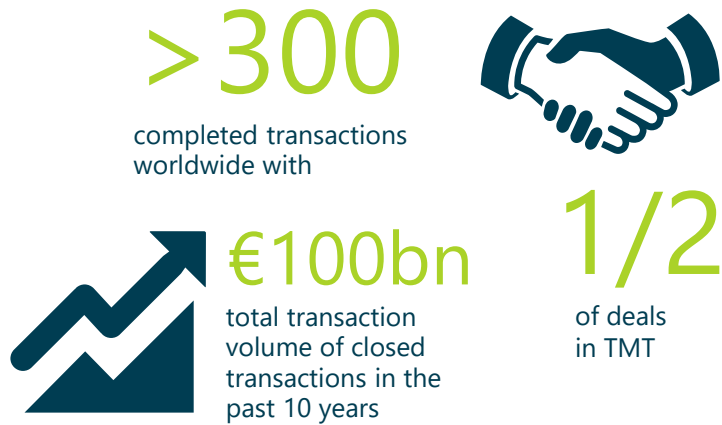 >300
completed transactions
worldwide with
€100bn
total transaction
volume of closed
transactions in the
past 10 years
1/2
of deals
in TMT